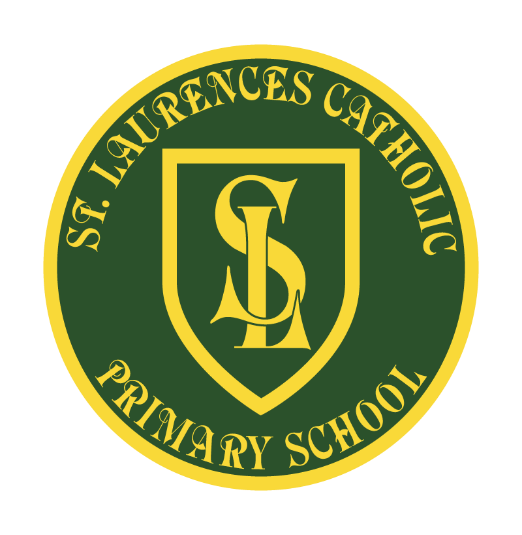 ST. LAURENCES CATHOLIC
SL
PRIMARY SCHOOL